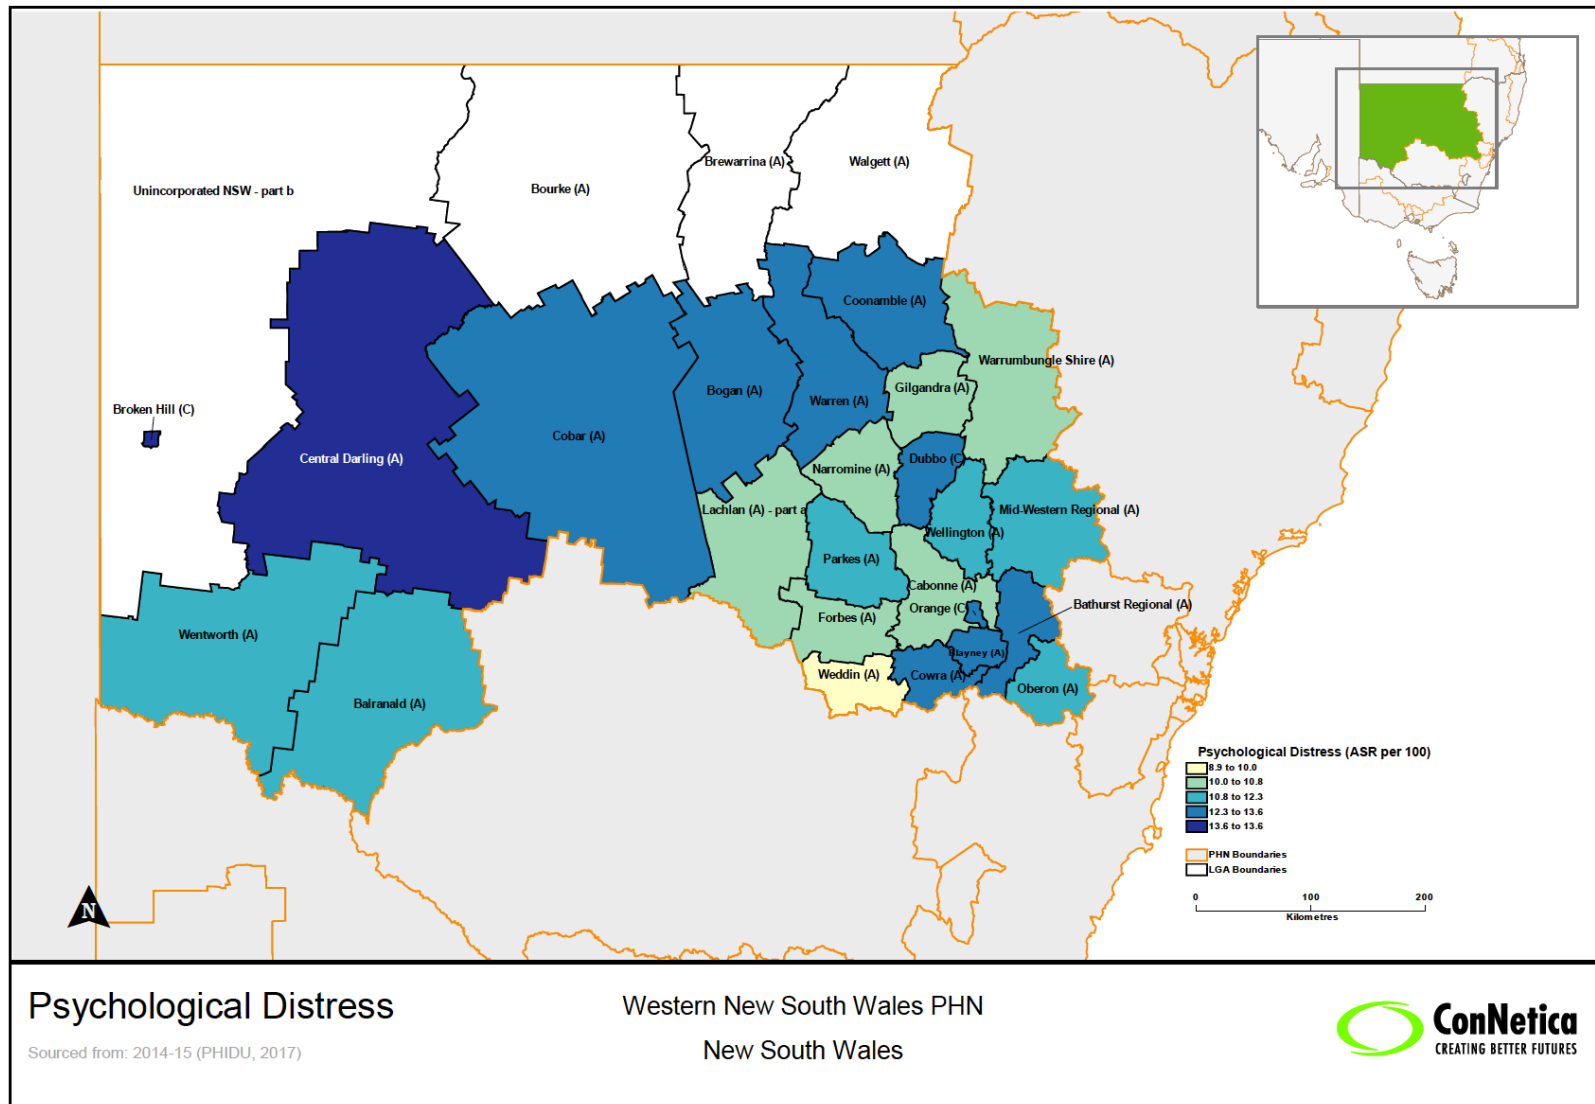 Unincorporated NSW - part b
Bourke (A)
Brewarrina (A)
Walgett (A)
Coonamble (A)
Warrumbungle Shire (A)
Gilgandra (A)
Broken Hill (C)
Central Darling (A)
Cobar (A)
Bogan (A)
Warren (A)
Narromine (A)
Dubbo (C)
Lachlan (A) - part a
Mid-Western Regional (A)
Wellington (A)
Parkes (A)
Cabonne (A)
Orange (C)
Bathurst Regional (A)
Forbes (A)
Wentworth (A)
Blayney (A)
Weddin (A)
Cowra (A)
Oberon (A)
Balranald (A)
Psychological Distress (ASR per 100)
8.9 to 10.0
10.0 to 10.8
10.8 to 12.3
12.3 to 13.6
13.6 to 13.6
PHN Boundaries
LGA Boundaries
0 100 200
Kilometres
N
Psychological Distress
Sourced from: 2014-15 (PHIDU, 2017)
Western New South Wales PHN
New South Wales
ConNetica
CREATING BETTER FUTURES